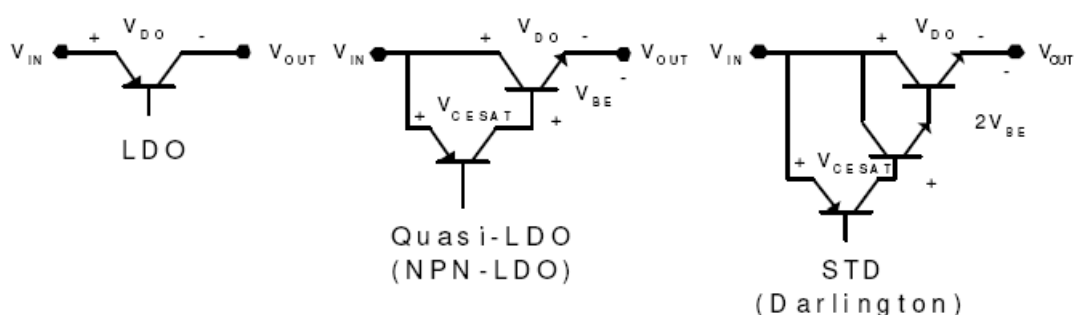 V_DO
+ -
V_IN V_OUT
LDO
V_DO
+ -
V_IN V_OUT
-
V_BE
+ V_CESAT +
Quasi-LDO
(NPN-LDO)
V_DO
+ -
V_IN V_OUT
-
2V_BE
+ V_CESAT +
STD
(Darlington)